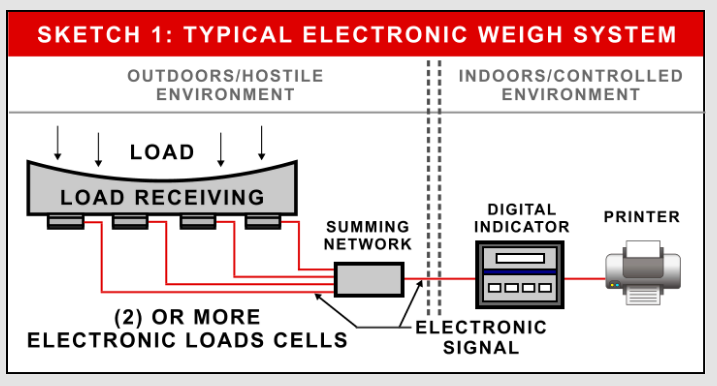 SKETCH 1: TYPICAL ELECTRONIC WEIGH SYSTEM
OUTDOORS/HOSTILE
ENVIRONMENT
INDOORS/CONTROLLED
ENVIRONMENT
LOAD
LOAD RECEIVING
SUMMING
NETWORK
DIGITAL
INDICATOR
PRINTER
(2) OR MORE
ELECTRONIC LOADS CELLS
ELECTRONIC
SIGNAL